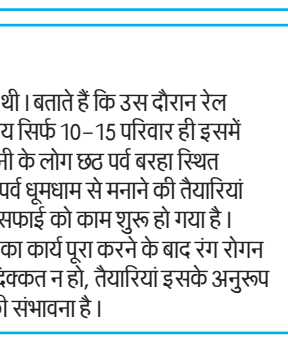 थी । बताते हैं कि उस दौरान रेल
सिर्फ 10–15 परिवार ही इसमें
के लोग छठ पर्व बरहा स्थित
पर्व धूमधाम से मनाने की तैयारियां
सफाई को काम शुरू हो गया है ।
का कार्य पूरा करने के बाद रंग रोगन
दिक्कत न हो, तैयारियां इसके अनुरूप
संभावना है ।